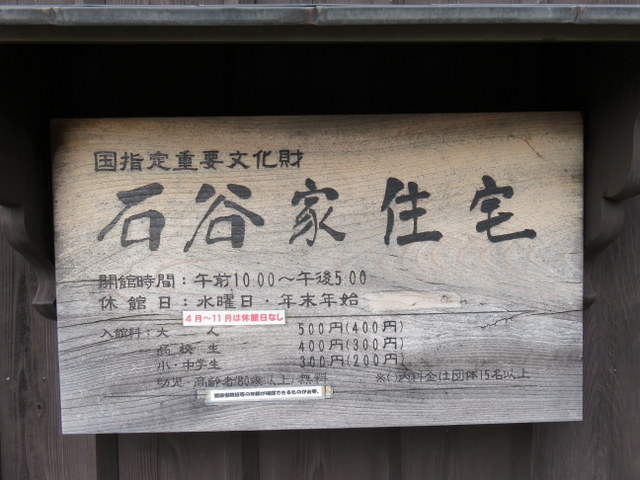 国指定重要文化財
石谷家住宅
開館時間：午前10.00〜午後5.00
休館日：水曜日・年末年始
4月〜11月は休館日なし
入館料：大人 500円(400円)
高校生 400円(300円)
小・中学生 300円(200円)
幼児・高齢者(80歳以上) 無料 ※( )内料金は団体15名以上